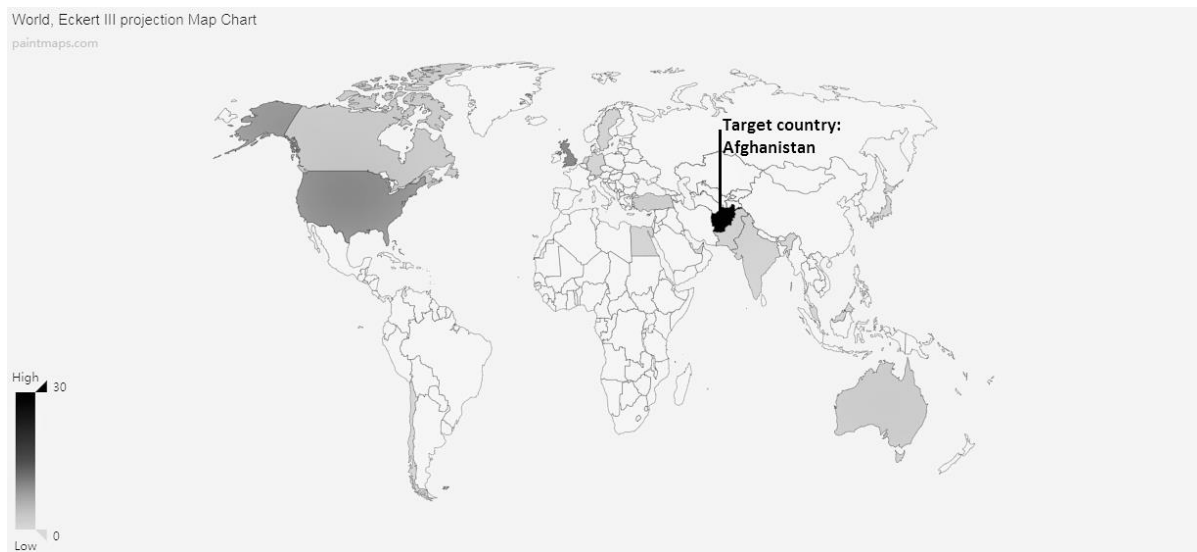 World, Eckert III projection Map Chart
paintmaps.com
Target country:
Afghanistan
High
30
0
Low